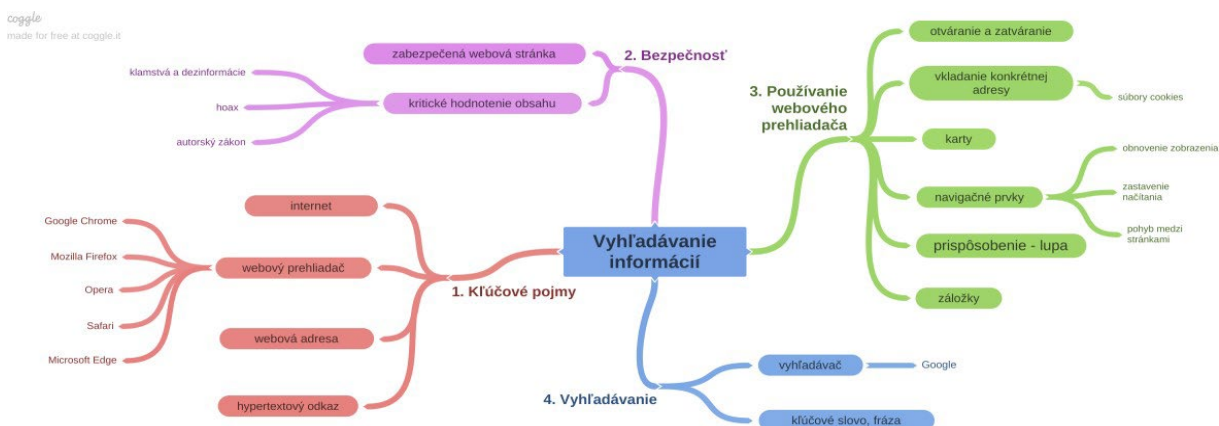 coggle
made for free at coggle.it
zabezpečená webová stránka
2. Bezpečnosť
klamstvá a dezinformácie
kritické hodnotenie obsahu
hoax
autorský zákon
otváranie a zatváranie
3. Používanie
webového
prehliadača
vkladanie konkrétnej
adresy
súbory cookies
karty
obnovenie zobrazenia
navigačné prvky
zastavenie
načítania
pohyb medzi
stránkami
prispôsobenie - lupa
záložky
Vyhľadávanie
informácií
internet
1. Kľúčové pojmy
Google Chrome
Mozilla Firefox
webový prehliadač
Opera
Safari
Microsoft Edge
webová adresa
hypertextový odkaz
4. Vyhľadávanie
vyhľadávač
Google
kľúčové slovo, fráza